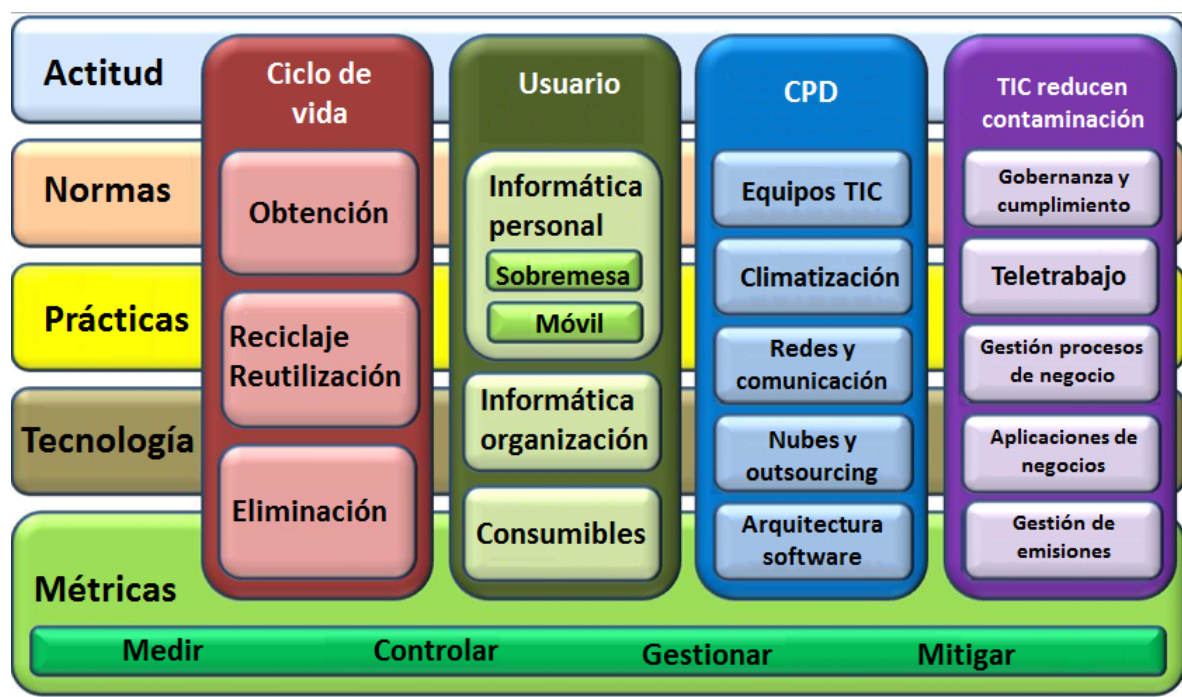 Actitud
Normas
Prácticas
Tecnología
Métricas
Ciclo de
vida
Obtención
Reciclaje
Reutilización
Eliminación
Usuario
Informática
personal
Sobremesa
Móvil
Informática
organización
Consumibles
CPD
Equipos TIC
Climatización
Redes y
comunicación
Nubes y
outsourcing
Arquitectura
software
TIC reducen
contaminación
Gobernanza y
cumplimiento
Teletrabajo
Gestión procesos
de negocio
Aplicaciones de
negocios
Gestión de
emisiones
Medir Controlar Gestionar Mitigar